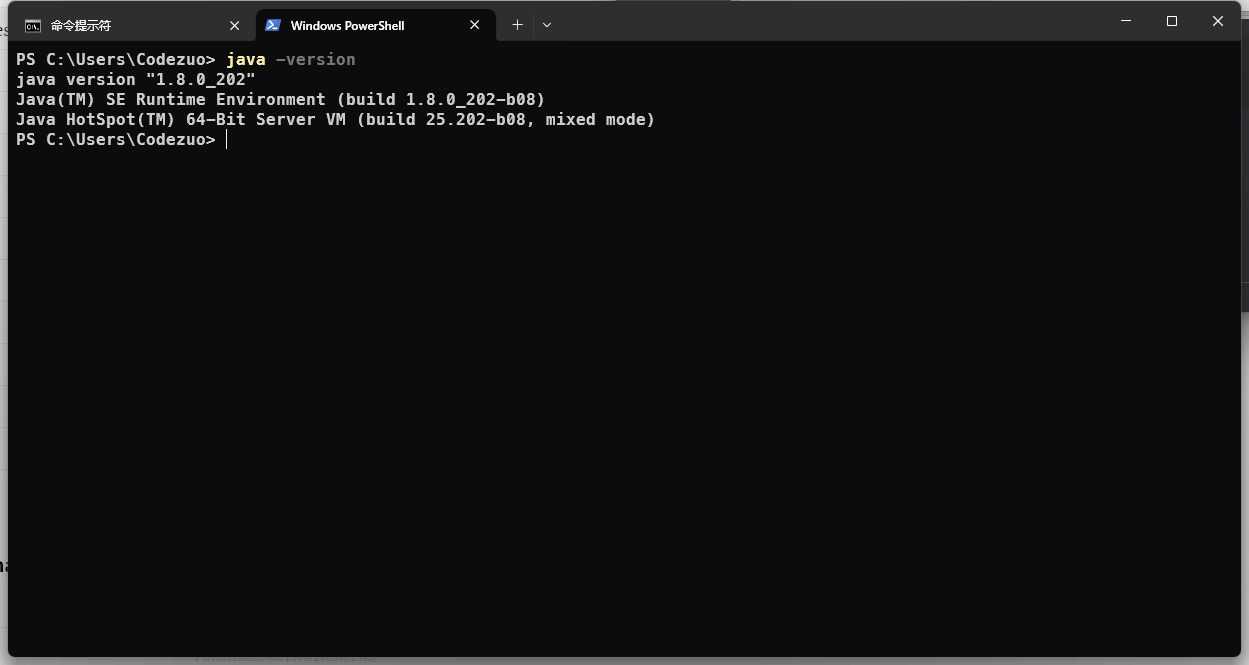 命令提示符
Windows PowerShell
PS C:\Users\Codezuo> java -version
java version "1.8.0_202"
Java(TM) SE Runtime Environment (build 1.8.0_202-b08)
Java HotSpot(TM) 64-Bit Server VM (build 25.202-b08, mixed mode)
PS C:\Users\Codezuo>